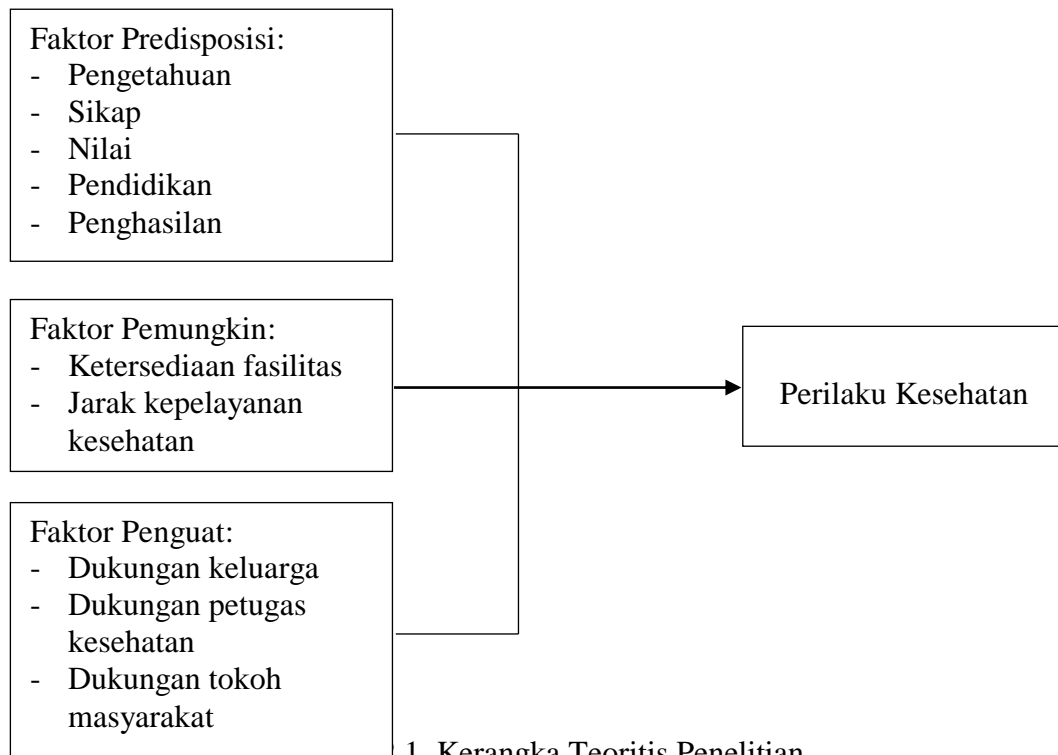 Faktor Predisposisi:
- Pengetahuan
- Sikap
- Nilai
- Pendidikan
- Penghasilan
Faktor Pemungkin:
- Ketersediaan fasilitas
- Jarak kepelayanan
kesehatan
Perilaku Kesehatan
Faktor Penguat:
- Dukungan keluarga
- Dukungan petugas
kesehatan
- Dukungan tokoh
masyarakat
1. Kerangka Teoritis Penelitian